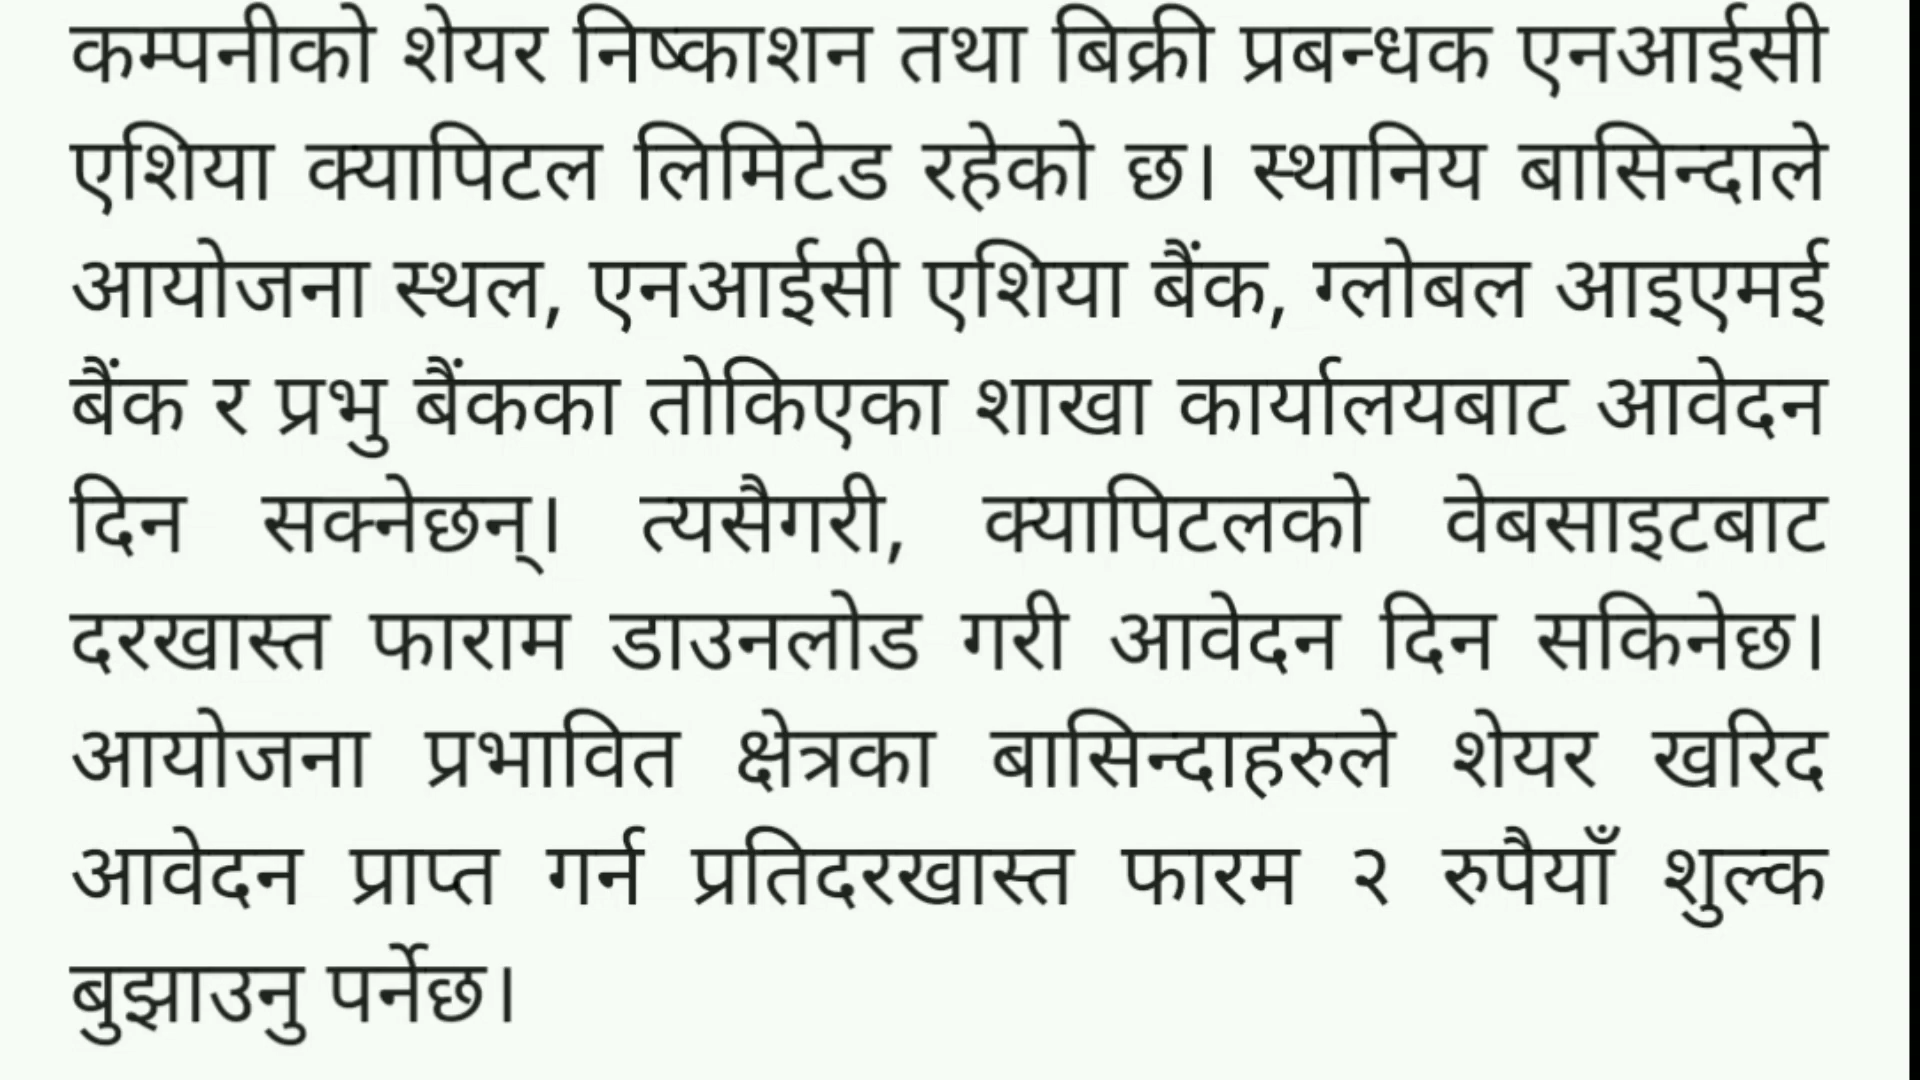 कम्पनीको शेयर निष्काशन तथा बिक्री प्रबन्धक एनआईसी
एशिया क्यापिटल लिमिटेड रहेको छ। स्थानिय बासिन्दाले
आयोजना स्थल, एनआईसी एशिया बैंक, ग्लोबल आइएमई
बैंक र प्रभु बैंकका तोकिएका शाखा कार्यालयबाट आवेदन
दिन सक्नेछन्। त्यसैगरी, क्यापिटलको वेबसाइटबाट
दरखास्त फाराम डाउनलोड गरी आवेदन दिन सकिनेछ।
आयोजना प्रभावित क्षेत्रका बासिन्दाहरुले शेयर खरिद
आवेदन प्राप्त गर्न प्रतिदरखास्त फारम २ रुपैयाँ शुल्क
बुझाउनु पर्नेछ।